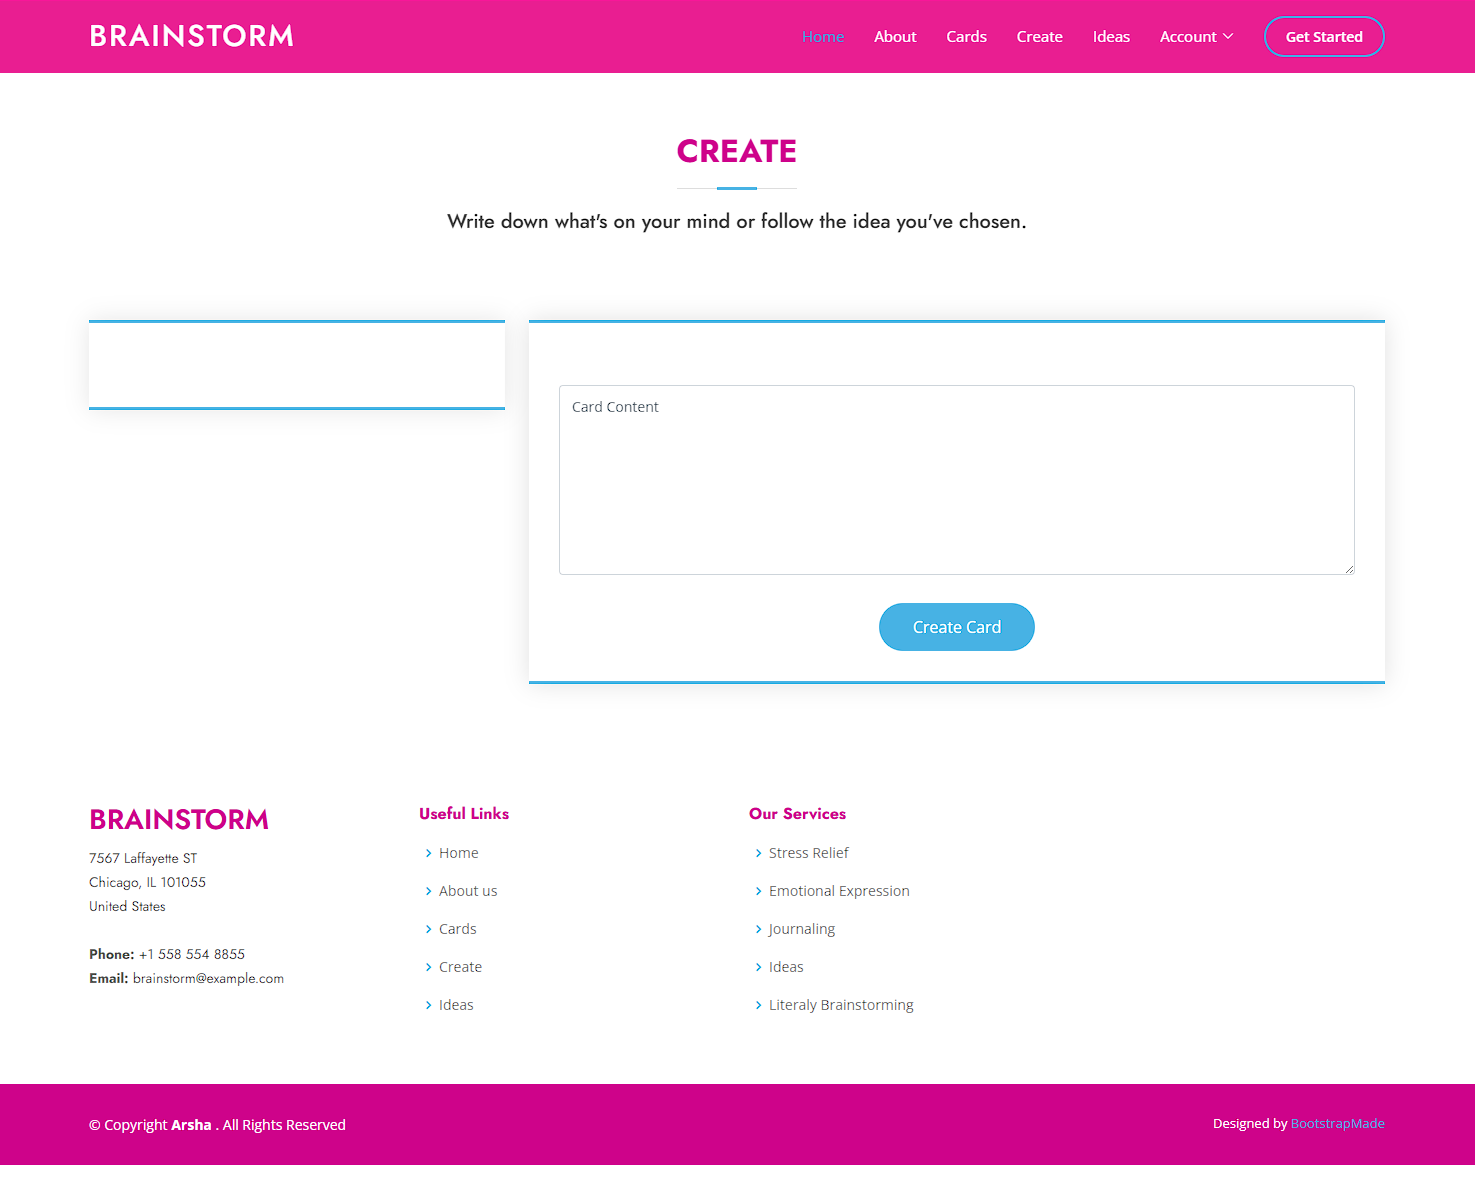 BRAINSTORM
Home About Cards Create Ideas Account Get Started
CREATE
Write down what's on your mind or follow the idea you've chosen.
Card Content
Create Card
BRAINSTORM
7567 Laffayette ST
Chicago, IL 101055
United States
Phone: +1 558 554 8855
Email: brainstorm@example.com
Useful Links
Home
About us
Cards
Create
Ideas
Our Services
Stress Relief
Emotional Expression
Journaling
Ideas
Literaly Brainstorming
© Copyright Arsha . All Rights Reserved
Designed by BootstrapMade